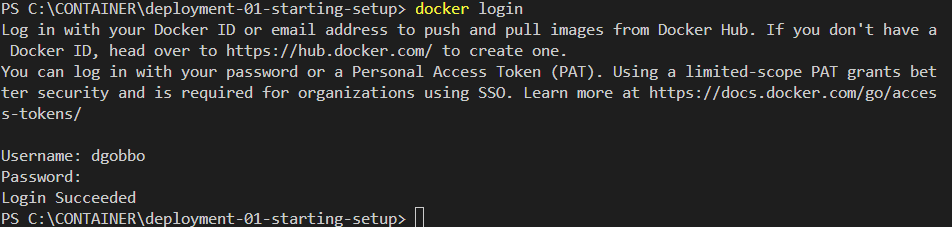 PS C:\CONTAINER\deployment-01-starting-setup> docker login
Log in with your Docker ID or email address to push and pull images from Docker Hub. If you don't have a
 Docker ID, head over to https://hub.docker.com/ to create one.
You can log in with your password or a Personal Access Token (PAT). Using a limited-scope PAT grants bet
ter security and is required for organizations using SSO. Learn more at https://docs.docker.com/go/acces
s-tokens/
Username: dgobbo
Password:
Login Succeeded
PS C:\CONTAINER\deployment-01-starting-setup>